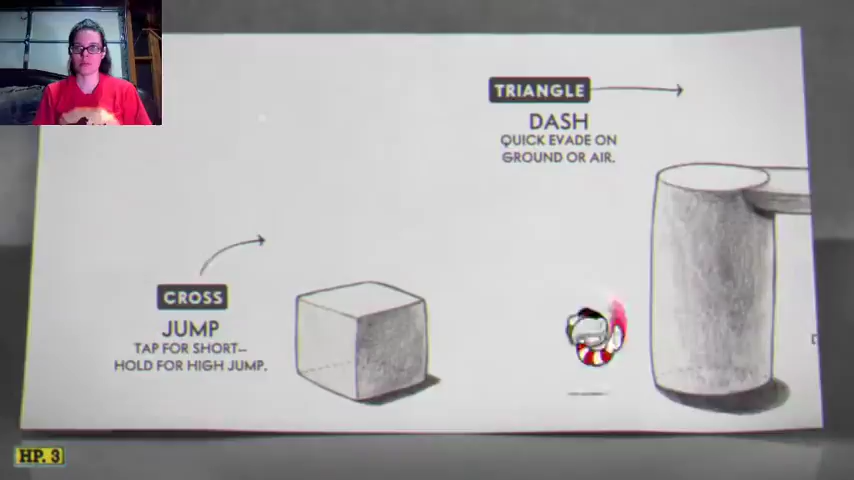 TRIANGLE
DASH
QUICK EVADE ON
GROUND OR AIR.
CROSS
JUMP
TAP FOR SHORT–
HOLD FOR HIGH JUMP.
HP. 3